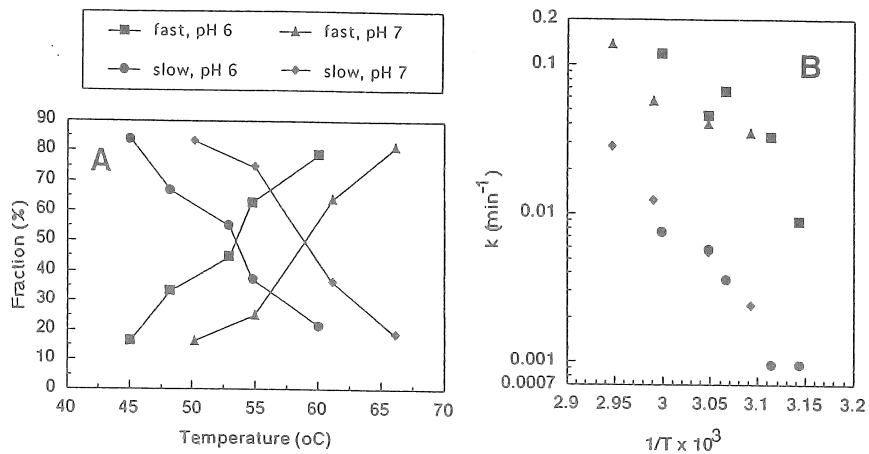 fast, pH 6 fast, pH 7
slow, pH 6 slow, pH 7
A
Fraction (%)
90
80
70
60
50
40
30
20
10
0
40 45 50 55 60 65 70
Temperature (oC)
B
k (min⁻¹)
0.2
0.1
0.01
0.001
0.0007
2.9 2.95 3 3.05 3.1 3.15 3.2
1/T x 10³